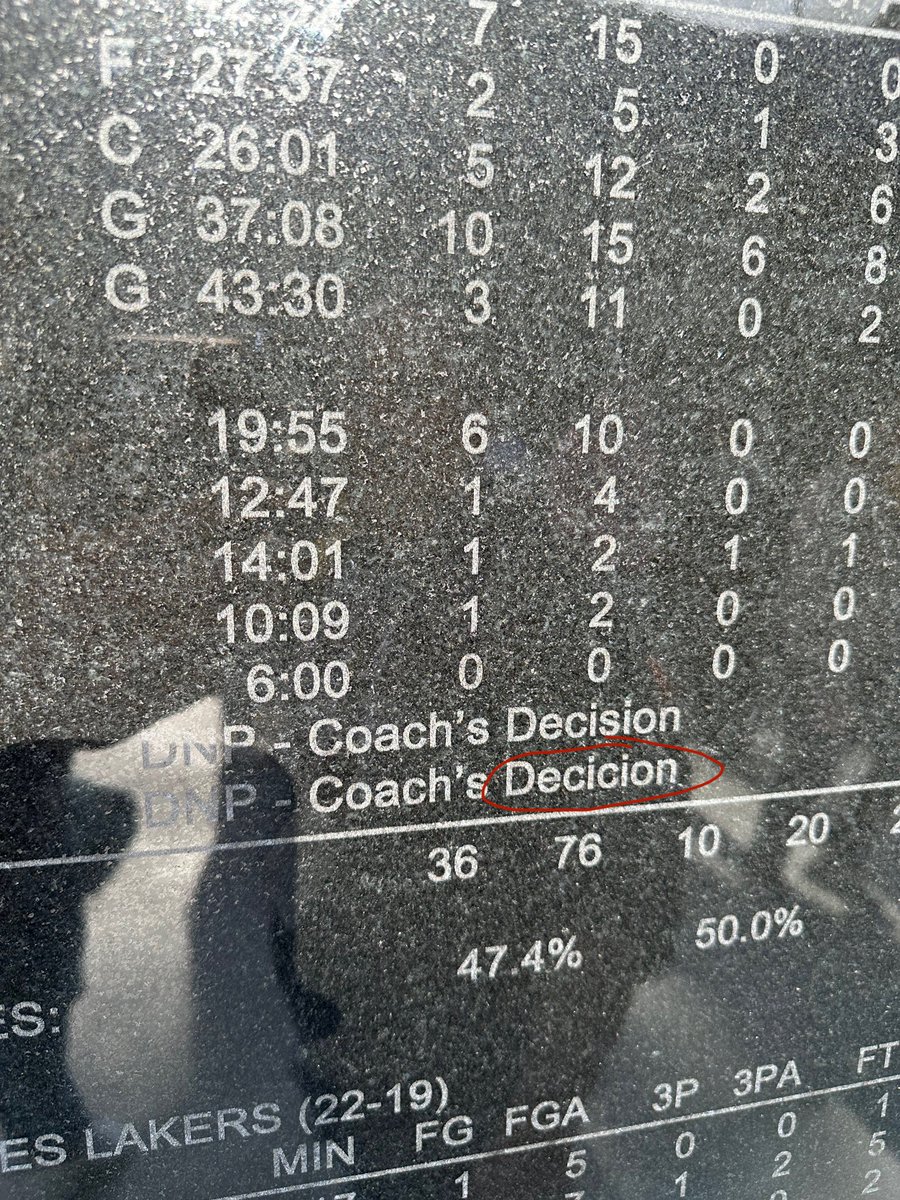 7 15 0 0
F 27:37 2 5 1 3
C 26:01 5 12 2 6
G 37:08 10 15 6 8
G 43:30 3 11 0 2
19:55 6 10 0 0
12:47 1 4 0 0
14:01 1 2 1 1
10:09 1 2 0 0
6:00 0 0 0 0
DNP - Coach's Decision
DNP - Coach's Decicion
36 76 10 20
47.4% 50.0%
ES:
ES LAKERS (22-19)
MIN FG FGA 3P 3PA FT
1 5 0 0 1
1 2 5